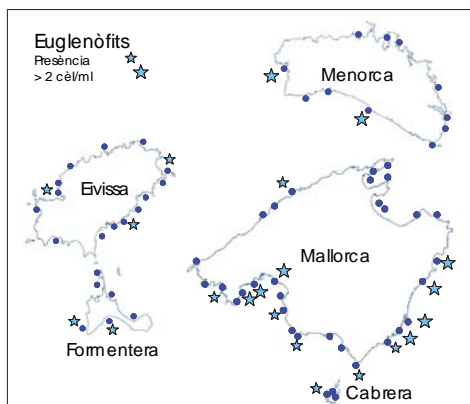 Euglenòfits
Presència
> 2 cèl/ml
Menorca
Eivissa
Mallorca
Formentera
Cabrera